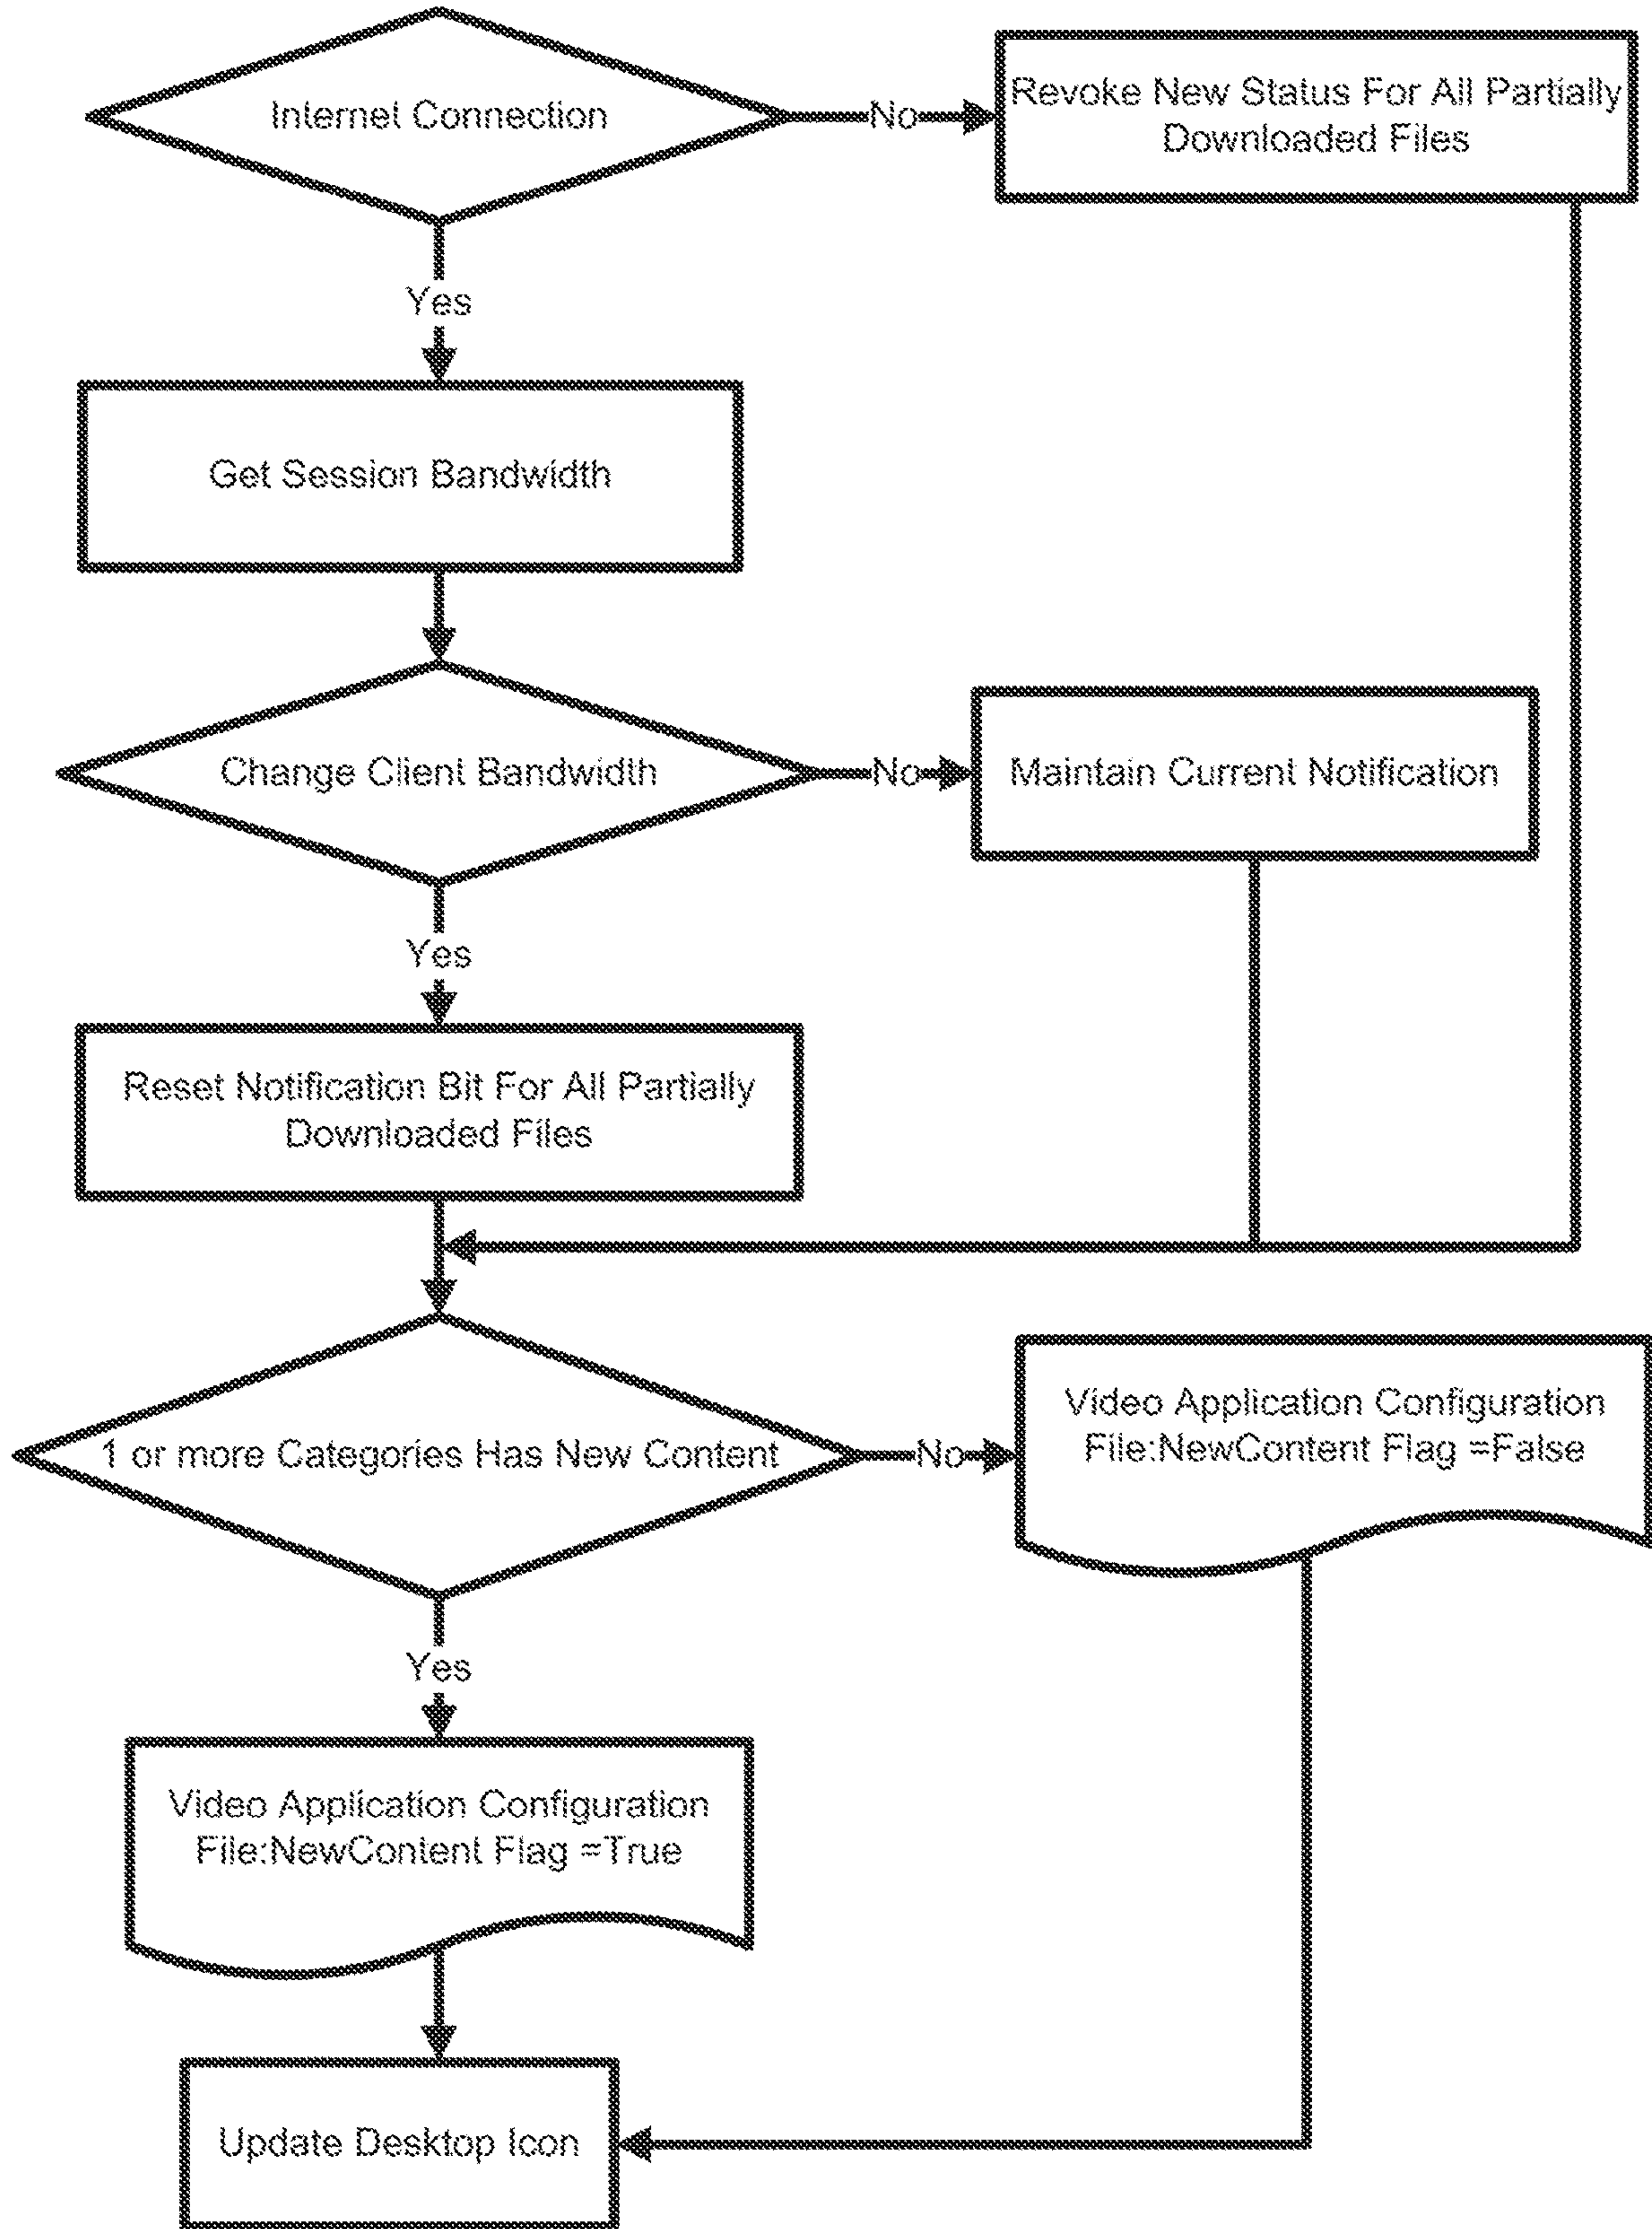 Internet Connection
No
Revoke New Status For All Partially
Downloaded Files
Yes
Get Session Bandwidth
Change Client Bandwidth
No
Maintain Current Notification
Yes
Reset Notification Bit For All Partially
Downloaded Files
1 or more Categories Has New Content
No
Video Application Configuration
File:NewContent Flag =False
Yes
Video Application Configuration
File:NewContent Flag =True
Update Desktop Icon